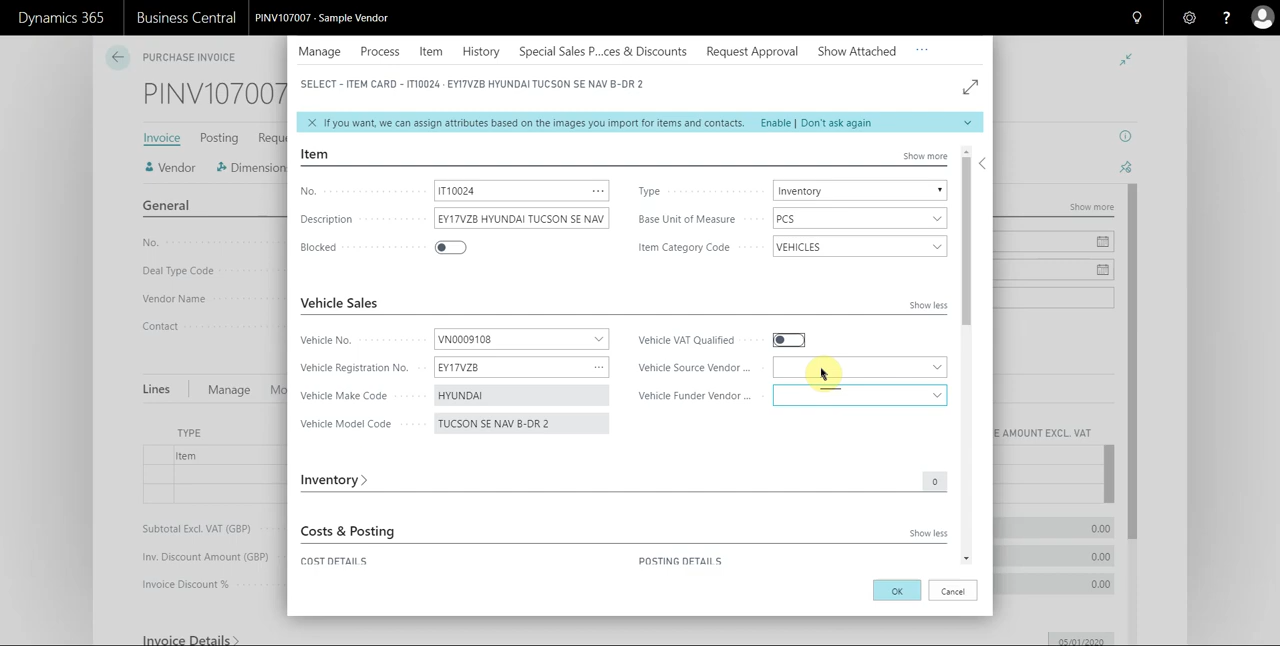 Dynamics 365 Business Central PINV107007 - Sample Vendor ?
PURCHASE INVOICE
PINV107007
Invoice Posting Reque
Vendor Dimension
General Show more
No.
Deal Type Code
Vendor Name
Contact
Lines Manage Mo
TYPE E AMOUNT EXCL. VAT
Item
Subtotal Excl. VAT (GBP) 0.00
Inv. Discount Amount (GBP) 0.00
Invoice Discount % 0.00
Invoice Details 05/01/2020
Manage Process Item History Special Sales P...ces & Discounts Request Approval Show Attached ...
SELECT - ITEM CARD - IT10024 · EY17VZB HYUNDAI TUCSON SE NAV B-DR 2
If you want, we can assign attributes based on the images you import for items and contacts. Enable | Don't ask again
Item Show more
No. IT10024 ... Type Inventory
Description EY17VZB HYUNDAI TUCSON SE NAV Base Unit of Measure PCS
Blocked Item Category Code VEHICLES
Vehicle Sales Show less
Vehicle No. VN0009108 Vehicle VAT Qualified
Vehicle Registration No. EY17VZB ... Vehicle Source Vendor ...
Vehicle Make Code HYUNDAI Vehicle Funder Vendor ...
Vehicle Model Code TUCSON SE NAV B-DR 2
Inventory 0
Costs & Posting Show less
COST DETAILS POSTING DETAILS
OK Cancel